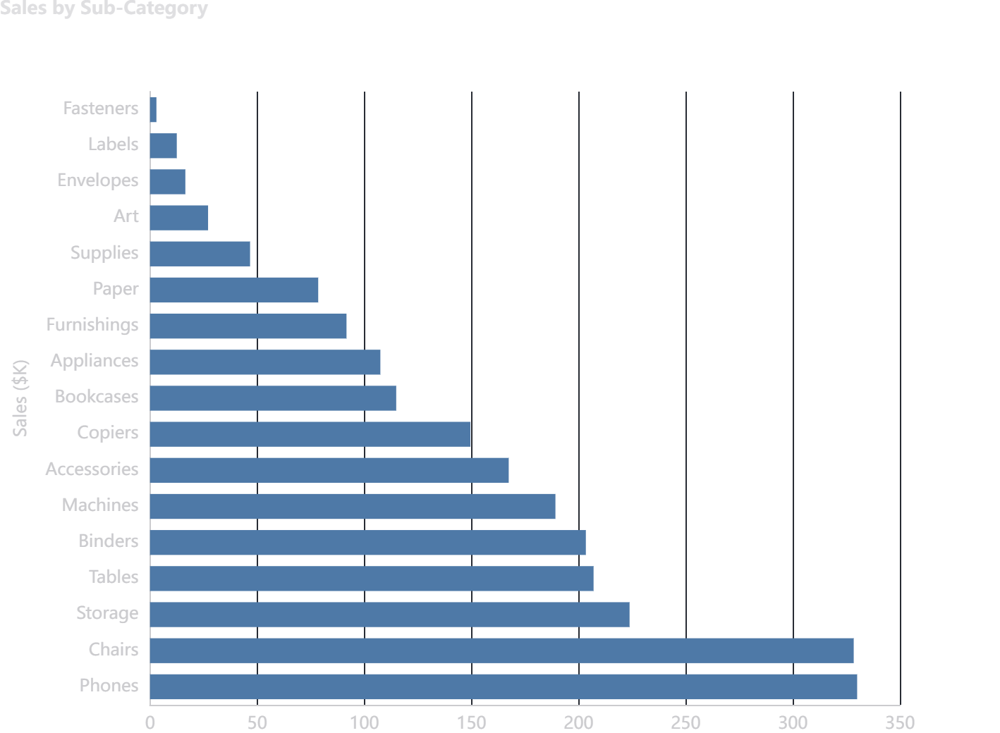 Sales by Sub-Category
Fasteners
Labels
Envelopes
Art
Supplies
Paper
Furnishings
Appliances
Bookcases
Copiers
Accessories
Machines
Binders
Tables
Storage
Chairs
Phones
Sales ($K)
0 50 100 150 200 250 300 350